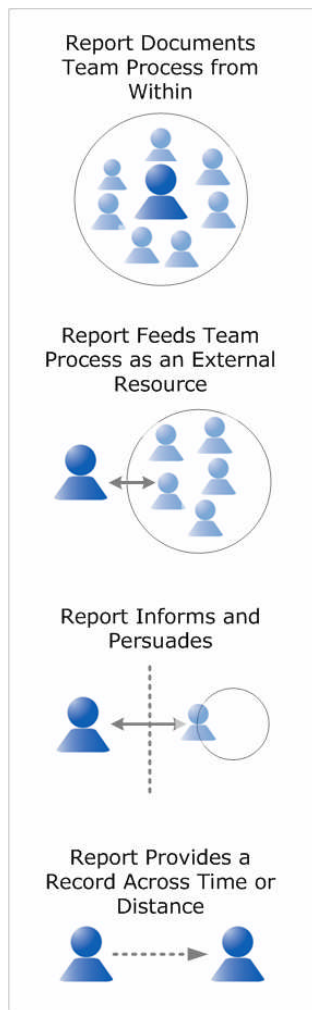 Report Documents
Team Process from
Within
Report Feeds Team
Process as an External
Resource
Report Informs and
Persuades
Report Provides a
Record Across Time or
Distance